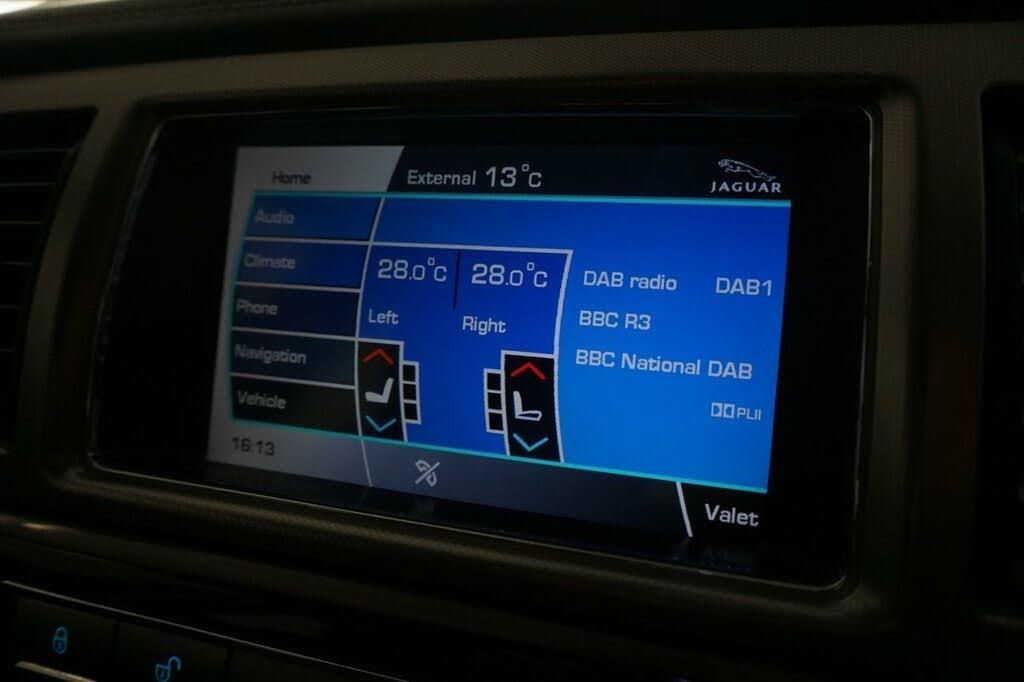 Home
External 13°C
JAGUAR
Audio
Climate
Phone
Navigation
Vehicle
16:13
28.0°C 28.0°C
Left Right
DAB radio DAB1
BBC R3
BBC National DAB
PLII
Valet